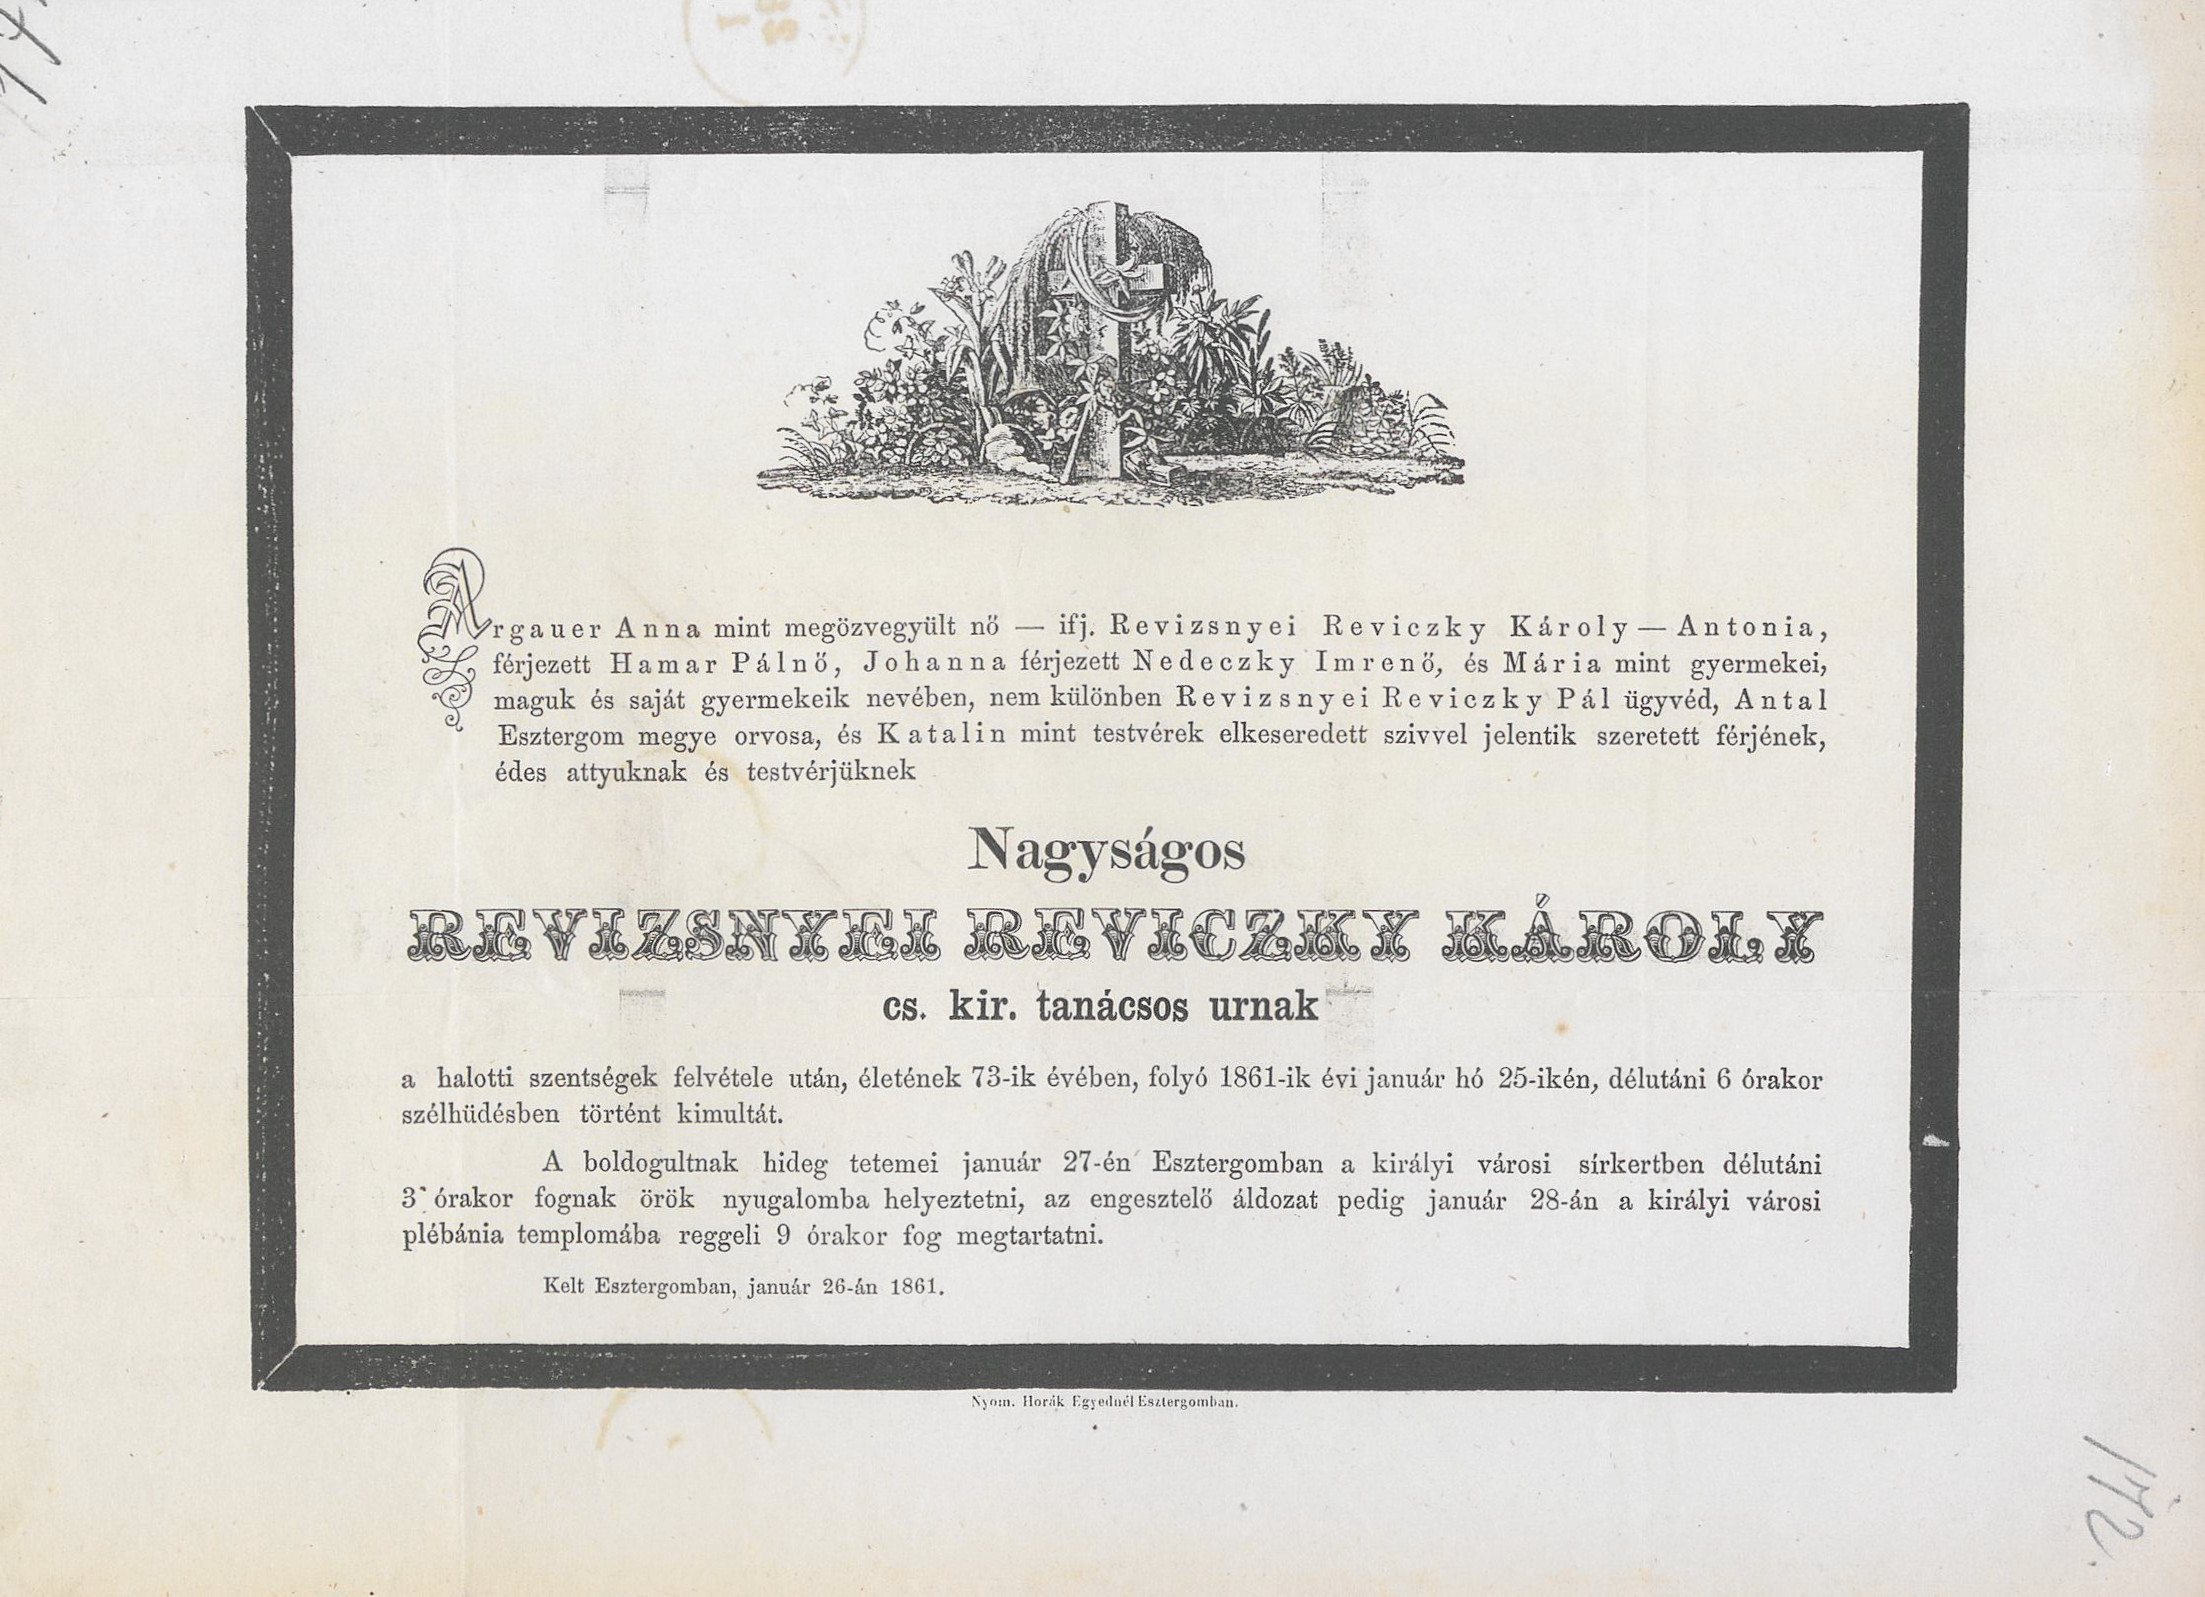 Argauer Anna mint megözvegyült nő — ifj. Revizsnyei Reviczky Károly — Antonia,
férjezett Hamar Pálnő, Johanna férjezett Nedeczky Imrenő, és Mária mint gyermekei,
maguk és saját gyermekeik nevében, nem különben Revizsnyei Reviczky Pál ügyvéd, Antal
Esztergom megye orvosa, és Katalin mint testvérek elkeseredett szivvel jelentik szeretett férjének,
édes attyuknak és testvérjüknek
Nagyságos
REVIZSNYEI REVICZKY KÁROLY
cs. kir. tanácsos urnak
a halotti szentségek felvétele után, életének 73-ik évében, folyó 1861-ik évi január hó 25-ikén, délutáni 6 órakor
szélhüdésben történt kimultát.
A boldogultnak hideg tetemei január 27-én Esztergomban a királyi városi sírkertben délutáni
3 órakor fognak örök nyugalomba helyeztetni, az engesztelő áldozat pedig január 28-án a királyi városi
plébánia templomába reggeli 9 órakor fog megtartatni.
Kelt Esztergomban, január 26-án 1861.
Nyom. Horák Egyednél Esztergomban.
172.